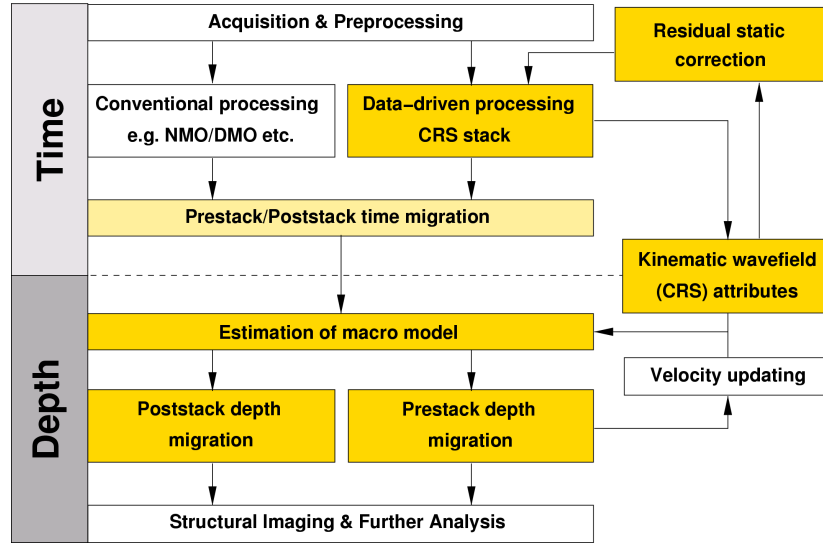 Time
Acquisition & Preprocessing
Residual static
correction
Conventional processing
e.g. NMO/DMO etc.
Data−driven processing
CRS stack
Prestack/Poststack time migration
Kinematic wavefield
(CRS) attributes
Depth
Estimation of macro model
Velocity updating
Poststack depth
migration
Prestack depth
migration
Structural Imaging & Further Analysis